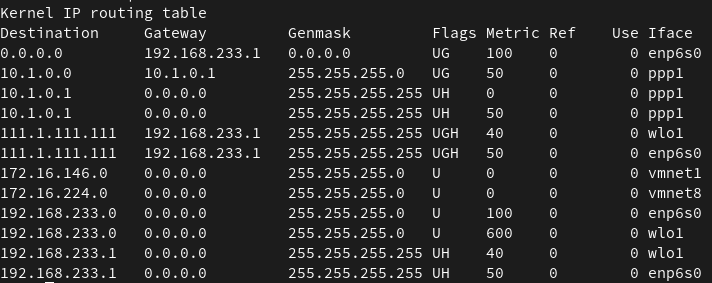 Kernel IP routing table
Destination     Gateway         Genmask         Flags Metric Ref    Use Iface
0.0.0.0         192.168.233.1   0.0.0.0         UG    100    0        0 enp6s0
10.1.0.0        10.1.0.1        255.255.255.0   UG    50     0        0 ppp1
10.1.0.1        0.0.0.0         255.255.255.255 UH    0      0        0 ppp1
10.1.0.1        0.0.0.0         255.255.255.255 UH    50     0        0 ppp1
111.1.111.111   192.168.233.1   255.255.255.255 UGH   40     0        0 wlo1
111.1.111.111   192.168.233.1   255.255.255.255 UGH   50     0        0 enp6s0
172.16.146.0    0.0.0.0         255.255.255.0   U     0      0        0 vmnet1
172.16.224.0    0.0.0.0         255.255.255.0   U     0      0        0 vmnet8
192.168.233.0   0.0.0.0         255.255.255.0   U     100    0        0 enp6s0
192.168.233.0   0.0.0.0         255.255.255.0   U     600    0        0 wlo1
192.168.233.1   0.0.0.0         255.255.255.255 UH    40     0        0 wlo1
192.168.233.1   0.0.0.0         255.255.255.255 UH    50     0        0 enp6s0